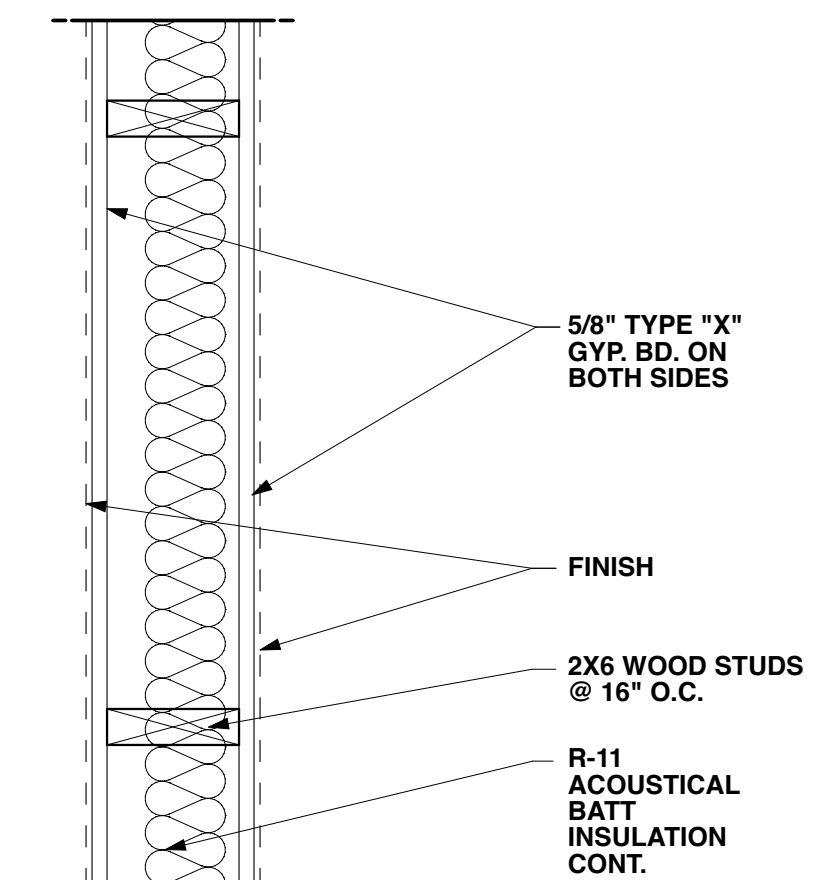 5/8" TYPE "X"
GYP. BD. ON
BOTH SIDES
FINISH
2X6 WOOD STUDS
@ 16" O.C.
R-11
ACOUSTICAL
BATT
INSULATION
CONT.